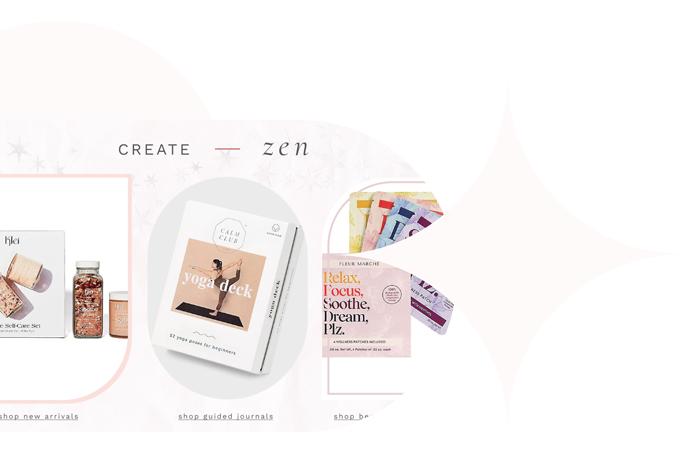 CREATE — zen
klei
e Self-Care Set
CALM
CLUB
yoga deck
yoga deck
52 yoga poses for beginners
FLEUR MARCHÉ
Relax,
Focus,
Soothe,
Dream,
Plz.
4 WELLNESS PATCHES INCLUDED
shop new arrivals
shop guided journals
shop be